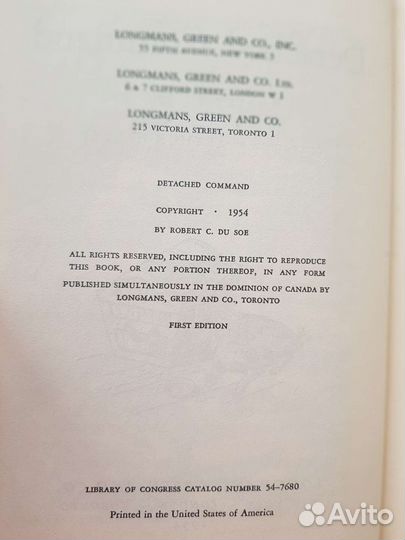 LONGMANS, GREEN AND CO., INC.
55 FIFTH AVENUE, NEW YORK 3
LONGMANS, GREEN AND CO. Ltd.
6 & 7 CLIFFORD STREET, LONDON W 1
LONGMANS, GREEN AND CO.
215 VICTORIA STREET, TORONTO 1
DETACHED COMMAND
COPYRIGHT · 1954
BY ROBERT C. DU SOE
ALL RIGHTS RESERVED, INCLUDING THE RIGHT TO REPRODUCE
THIS BOOK, OR ANY PORTION THEREOF, IN ANY FORM
PUBLISHED SIMULTANEOUSLY IN THE DOMINION OF CANADA BY
LONGMANS, GREEN AND CO., TORONTO
FIRST EDITION
LIBRARY OF CONGRESS CATALOG NUMBER 54-7680
Printed in the United States of America
Avito